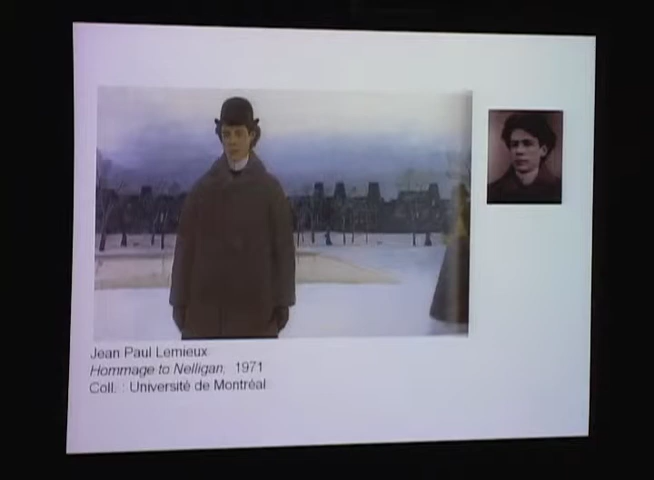 Jean Paul Lemieux
Hommage to Nelligan; 1971
Coll. : Université de Montréal